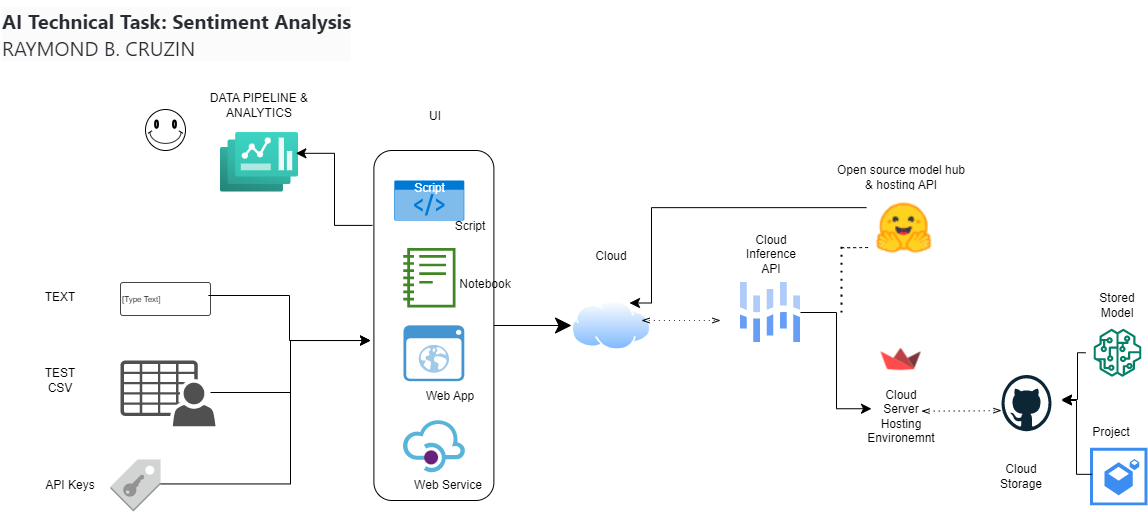 AI Technical Task: Sentiment Analysis
RAYMOND B. CRUZIN
DATA PIPELINE &
ANALYTICS
UI
Script
</>
Script
Notebook
Web App
Web Service
TEXT
[Type Text]
TEST
CSV
API Keys
Cloud
Cloud
Inference
API
Open source model hub
& hosting API
Cloud
Server
Hosting
Environemnt
Stored
Model
Project
Cloud
Storage